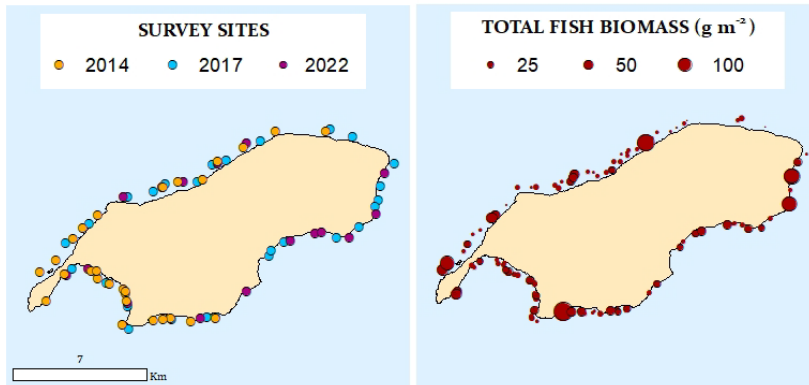 SURVEY SITES
2014 2017 2022
7
Km
TOTAL FISH BIOMASS (g m⁻²)
25 50 100